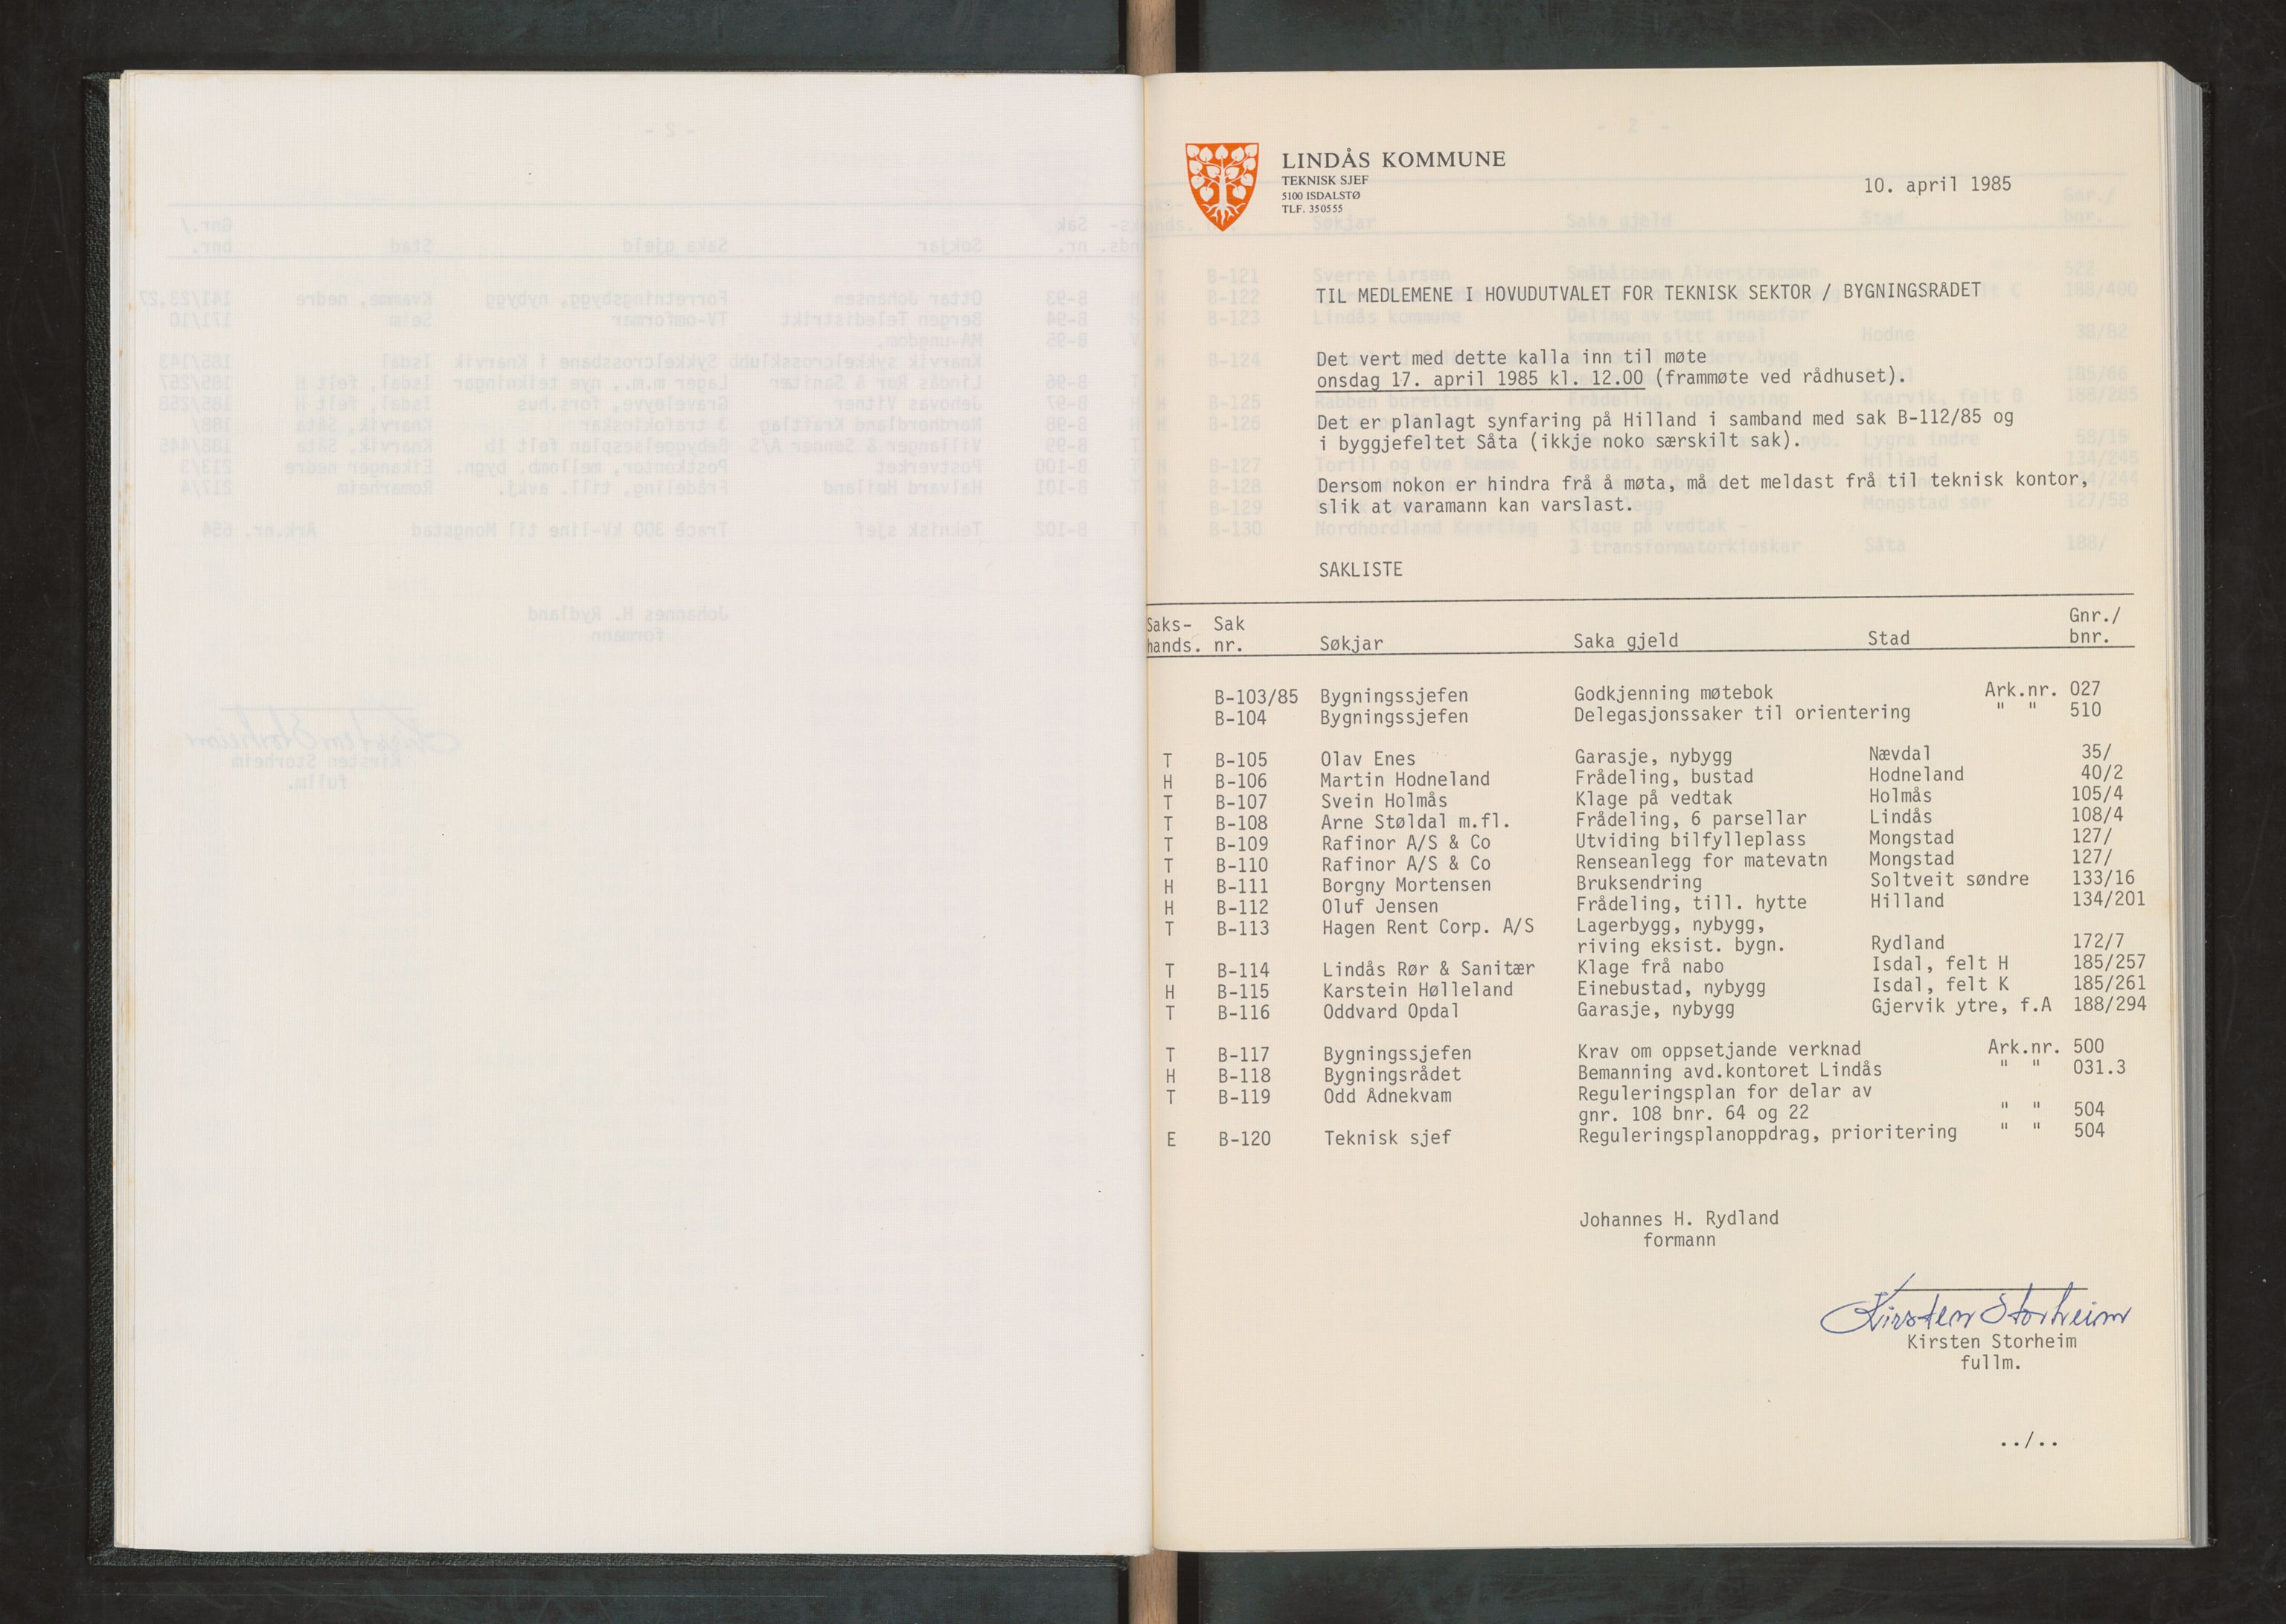 LINDÅS KOMMUNE
TEKNISK SJEF
5100 ISDALSTØ
TLF. 350555
10. april 1985
TIL MEDLEMENE I HOVUDUTVALET FOR TEKNISK SEKTOR / BYGNINGSRÅDET
Det vert med dette kalla inn til møte
onsdag 17. april 1985 kl. 12.00 (frammøte ved rådhuset).
Det er planlagt synfaring på Hilland i samband med sak B-112/85 og
i byggjefeltet Såta (ikkje noko særskilt sak).
Dersom nokon er hindra frå å møta, må det meldast frå til teknisk kontor,
slik at varamann kan varslast.
SAKLISTE
Saks- Sak Gnr./
hands. nr. Søkjar Saka gjeld Stad bnr.
B-103/85 Bygningssjefen Godkjenning møtebok Ark.nr. 027
B-104 Bygningssjefen Delegasjonssaker til orientering " " 510
T B-105 Olav Enes Garasje, nybygg Nævdal 35/
H B-106 Martin Hodneland Frådeling, bustad Hodneland 40/2
T B-107 Svein Holmås Klage på vedtak Holmås 105/4
T B-108 Arne Støldal m.fl. Frådeling, 6 parsellar Lindås 108/4
T B-109 Rafinor A/S & Co Utviding bilfylleplass Mongstad 127/
T B-110 Rafinor A/S & Co Renseanlegg for matevatn Mongstad 127/
H B-111 Borgny Mortensen Bruksendring Soltveit søndre 133/16
H B-112 Oluf Jensen Frådeling, till. hytte Hilland 134/201
T B-113 Hagen Rent Corp. A/S Lagerbygg, nybygg,
riving eksist. bygn. Rydland 172/7
T B-114 Lindås Rør & Sanitær Klage frå nabo Isdal, felt H 185/257
H B-115 Karstein Hølleland Einebustad, nybygg Isdal, felt K 185/261
T B-116 Oddvard Opdal Garasje, nybygg Gjervik ytre, f.A 188/294
T B-117 Bygningssjefen Krav om oppsetjande verknad Ark.nr. 500
H B-118 Bygningsrådet Bemanning avd.kontoret Lindås " " 031.3
T B-119 Odd Ådnekvam Reguleringsplan for delar av
gnr. 108 bnr. 64 og 22 " " 504
E B-120 Teknisk sjef Reguleringsplanoppdrag, prioritering " " 504
Johannes H. Rydland
formann
Kirsten Storheim
Kirsten Storheim
fullm.
../..